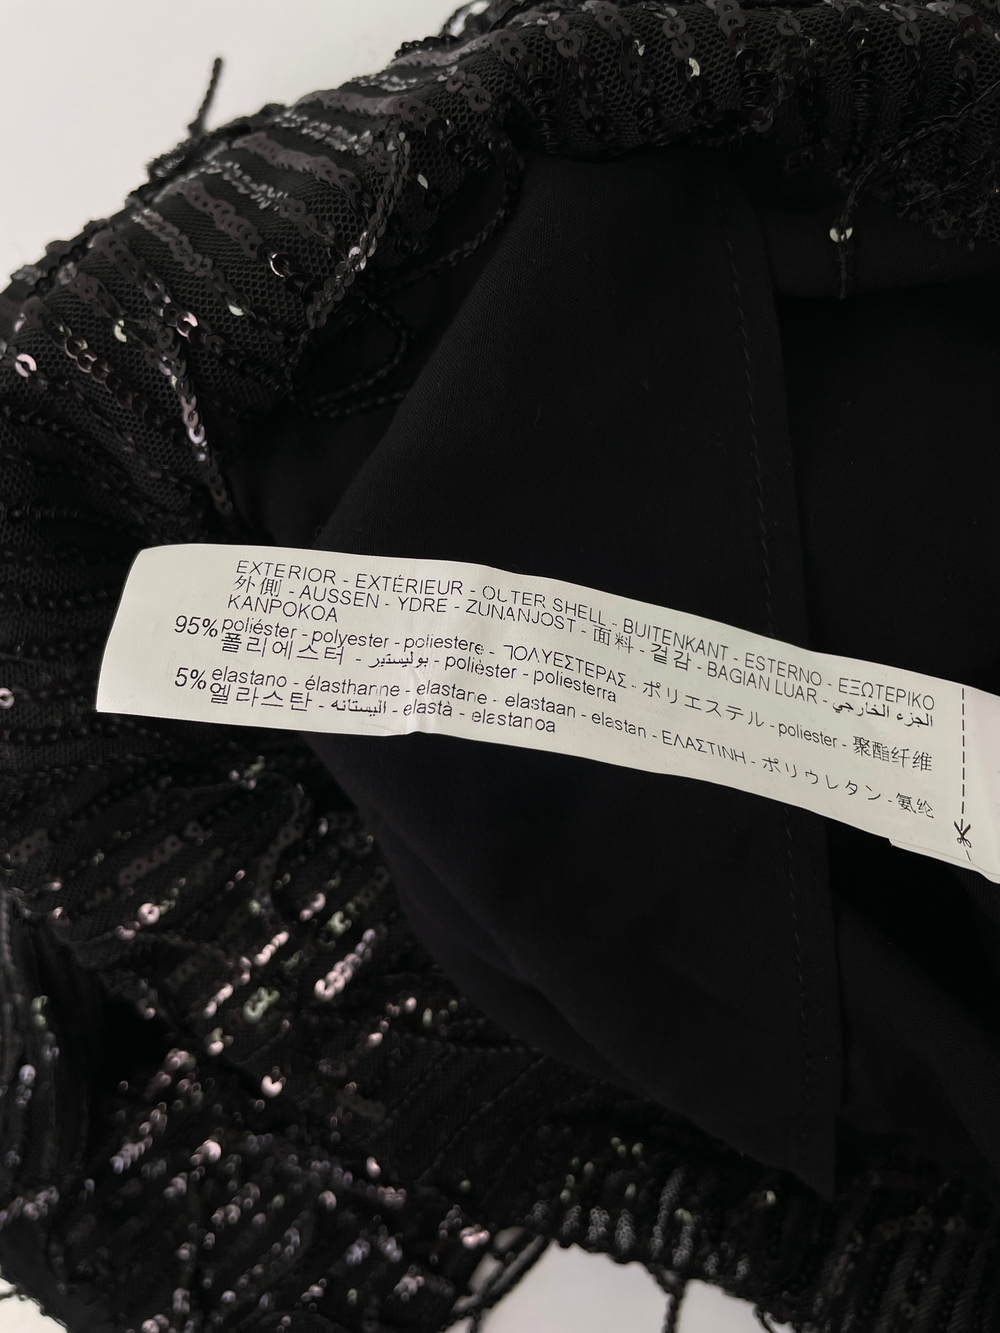 EXTERIOR - EXTÉRIEUR - OUTER SHELL - BUITENKANT - ESTERNO - ΕΞΩΤΕΡΙΚΟ
外側 - AUSSEN - YDRE - ZUNANJOST - 面料 - 겉감 - BAGIAN LUAR - الجزء الخارجي -
KANPOKOA
95% poliéster - polyester - poliestere - ΠΟΛΥΕΣΤΕΡΑΣ - ポリエステル - poliester - 聚酯纤维
폴리에스터 - بوليستير - polièster - poliesterra
5% elastano - élasthanne - elastane - elastaan - elastan - ΕΛΑΣΤΙΝΗ - ポリウレタン - 氨纶
엘라스탄 - اليستانه - elastà - elastanoa